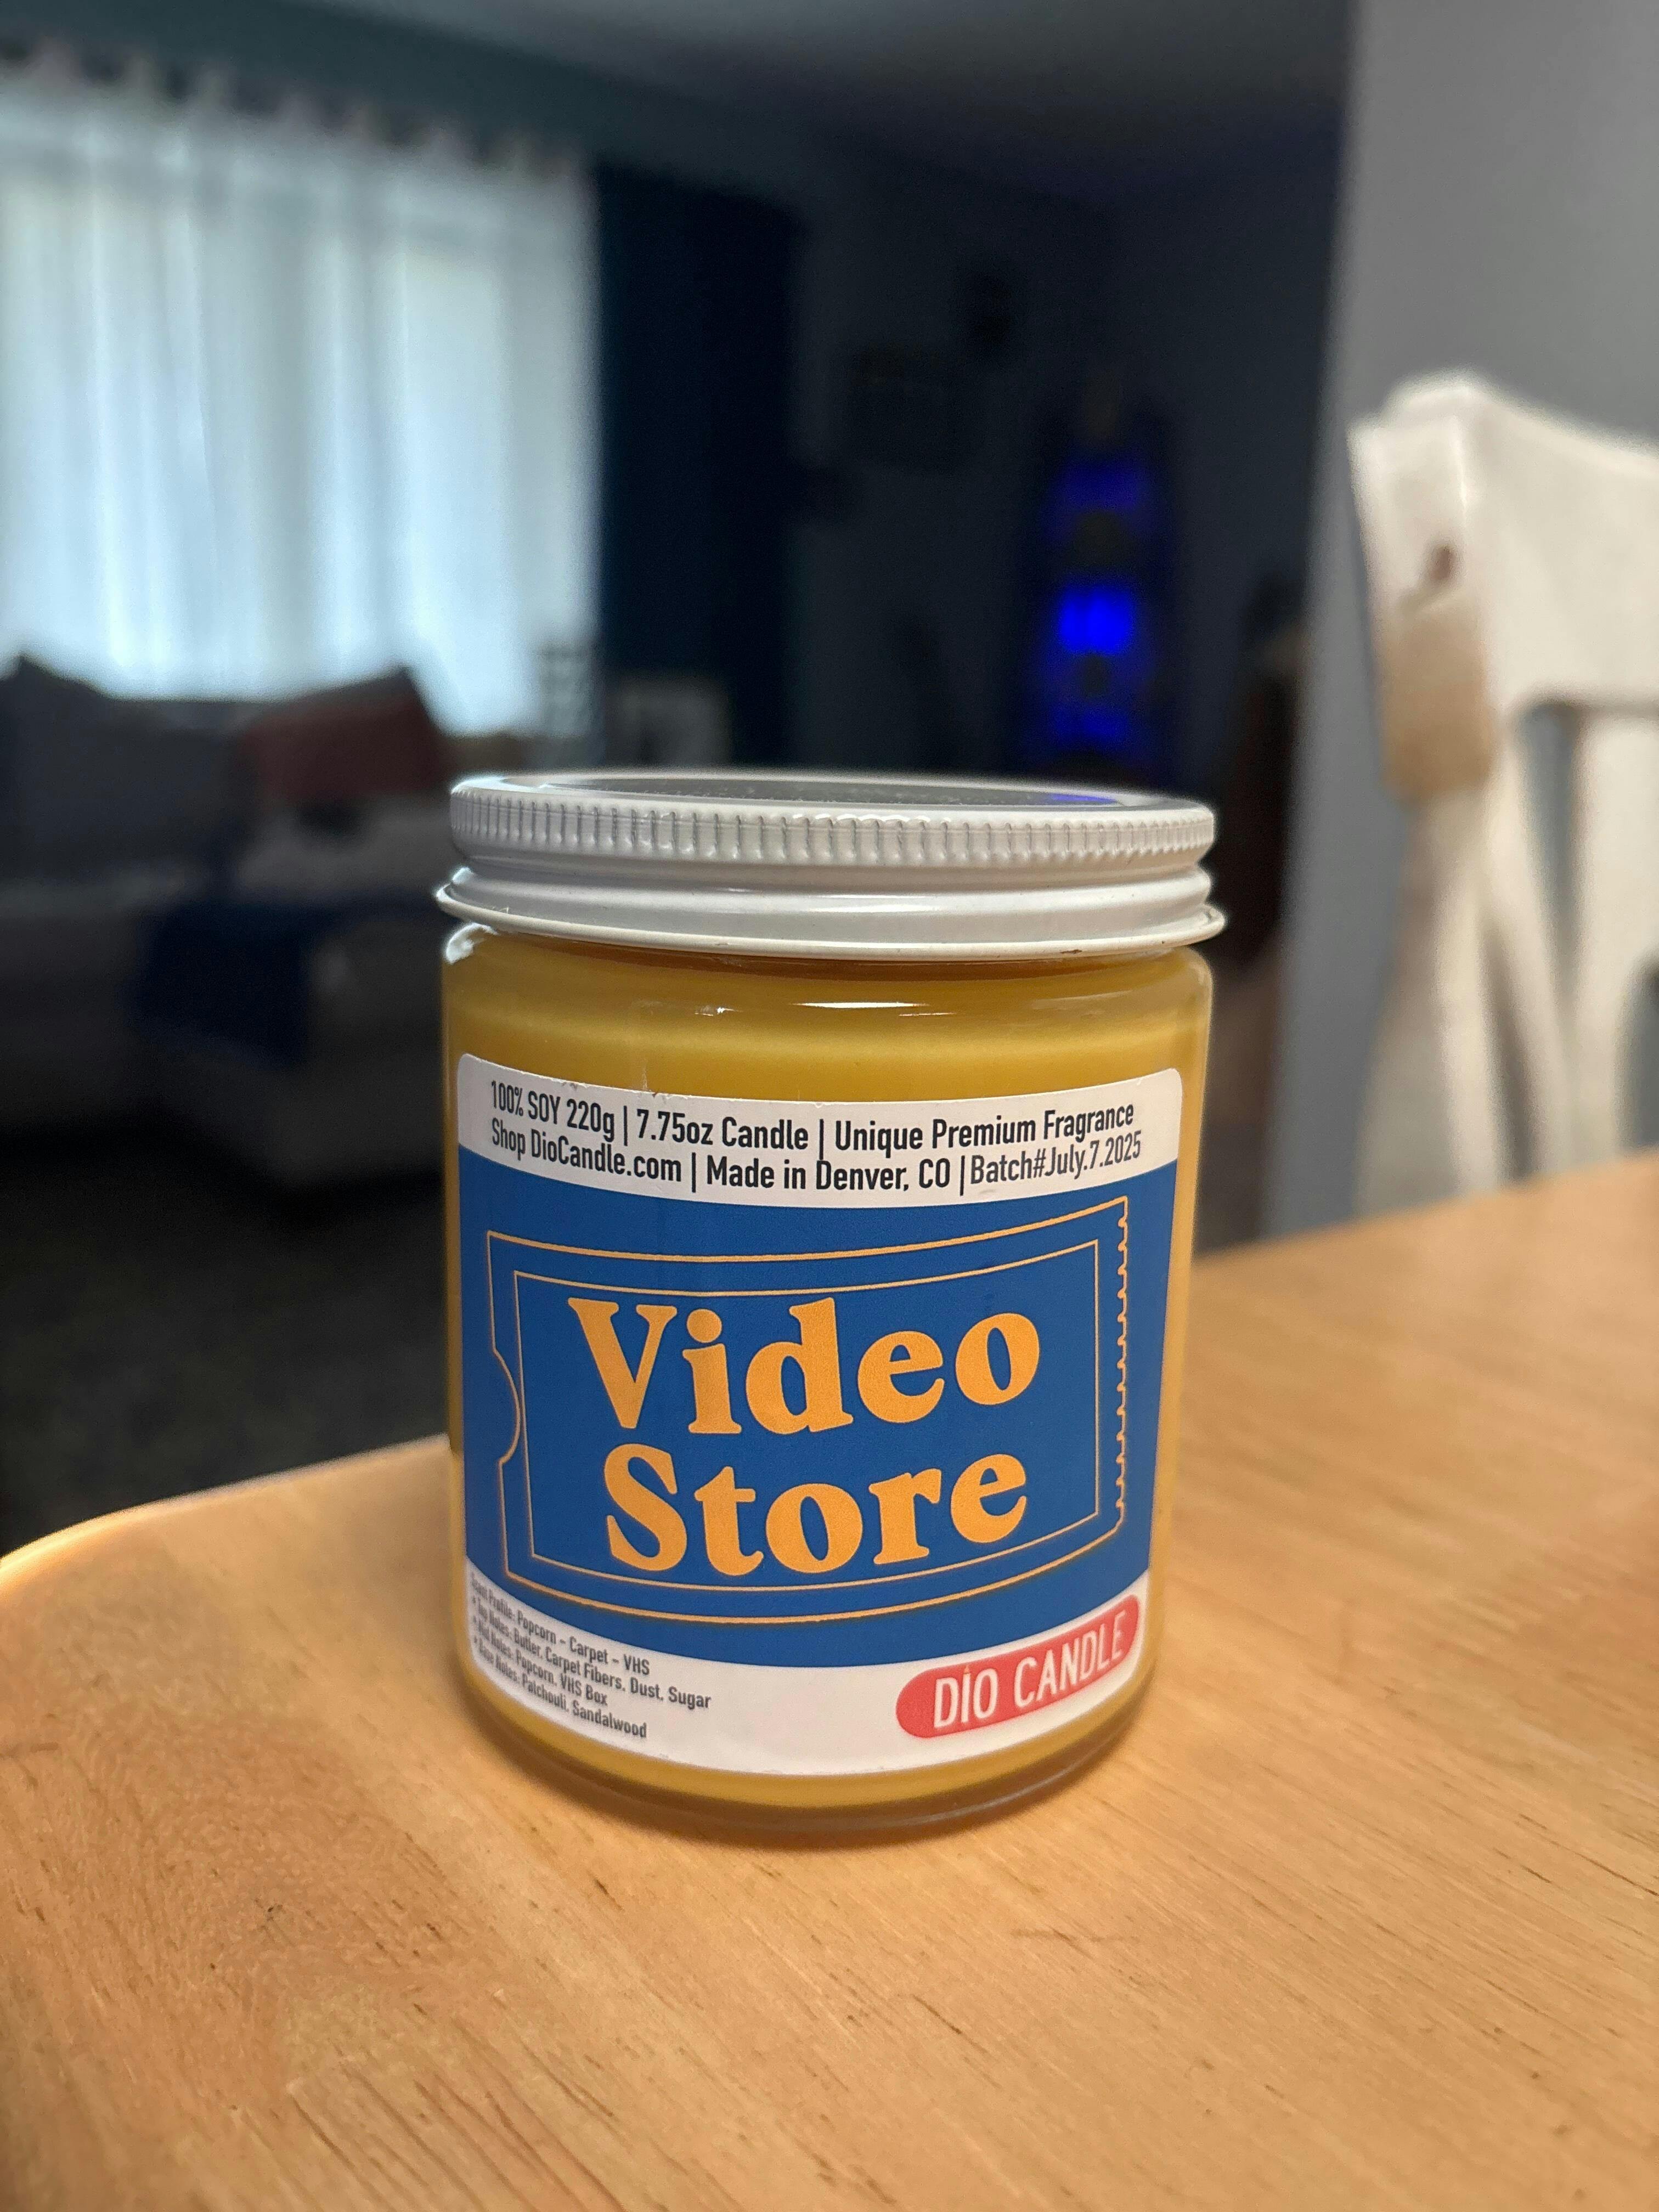 100% SOY 220g | 7.75oz Candle | Unique Premium Fragrance
Shop DioCandle.com | Made in Denver, CO | Batch#July.7.2025
Video
Store
Scent Profile: Popcorn - Carpet - VHS
• Top Notes: Butter, Carpet Fibers, Dust, Sugar
• Mid Notes: Popcorn, VHS Box
• Base Notes: Patchouli, Sandalwood
DIO CANDLE